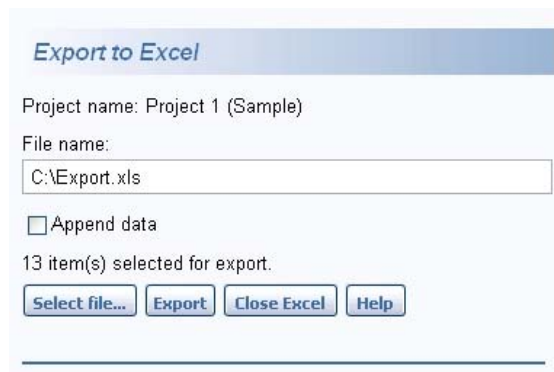 Export to Excel
Project name: Project 1 (Sample)
File name:
C:\Export.xls
Append data
13 item(s) selected for export.
Select file... Export Close Excel Help